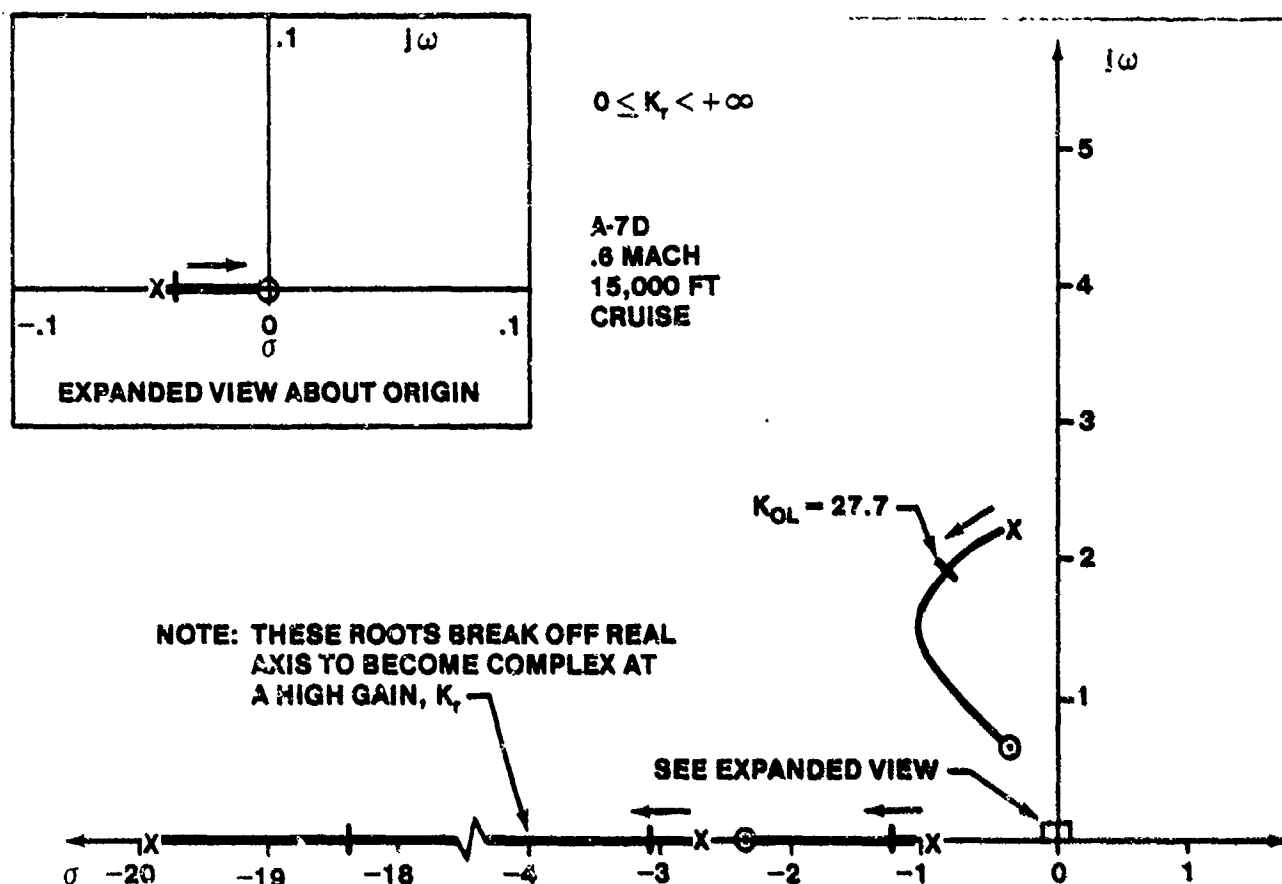 .1
jω
-.1
0
.1
σ
EXPANDED VIEW ABOUT ORIGIN
0 ≤ K_r < +∞
A-7D
.6 MACH
15,000 FT
CRUISE
jω
5
4
3
2
1
K_OL = 27.7
NOTE: THESE ROOTS BREAK OFF REAL
AXIS TO BECOME COMPLEX AT
A HIGH GAIN, K_r
SEE EXPANDED VIEW
σ -20 -19 -18 -4 -3 -2 -1 0 1